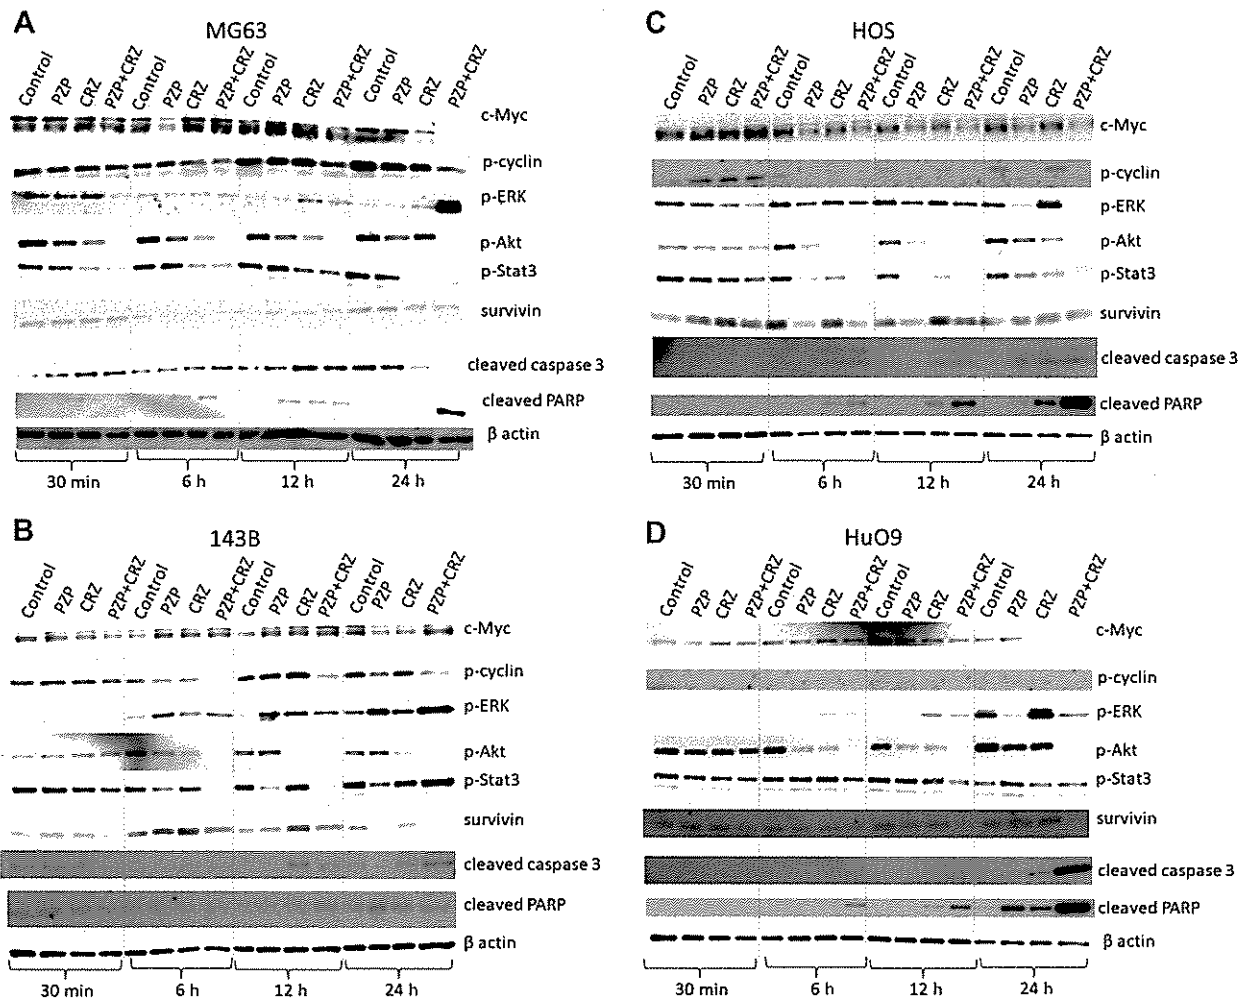 A
MG63
Control PZP CRZ PZP+CRZ Control PZP CRZ PZP+CRZ Control PZP CRZ PZP+CRZ Control PZP CRZ PZP+CRZ
c-Myc
p-cyclin
p-ERK
p-Akt
p-Stat3
survivin
cleaved caspase 3
cleaved PARP
β actin
30 min 6 h 12 h 24 h
C
HOS
Control PZP CRZ PZP+CRZ Control PZP CRZ PZP+CRZ Control PZP CRZ PZP+CRZ Control PZP CRZ PZP+CRZ
c-Myc
p-cyclin
p-ERK
p-Akt
p-Stat3
survivin
cleaved caspase 3
cleaved PARP
β actin
30 min 6 h 12 h 24 h
B
143B
Control PZP CRZ PZP+CRZ Control PZP CRZ PZP+CRZ Control PZP CRZ PZP+CRZ Control PZP CRZ PZP+CRZ
c-Myc
p-cyclin
p-ERK
p-Akt
p-Stat3
survivin
cleaved caspase 3
cleaved PARP
β actin
30 min 6 h 12 h 24 h
D
HuO9
Control PZP CRZ PZP+CRZ Control PZP CRZ PZP+CRZ Control PZP CRZ PZP+CRZ Control PZP CRZ PZP+CRZ
c-Myc
p-cyclin
p-ERK
p-Akt
p-Stat3
survivin
cleaved caspase 3
cleaved PARP
β actin
30 min 6 h 12 h 24 h